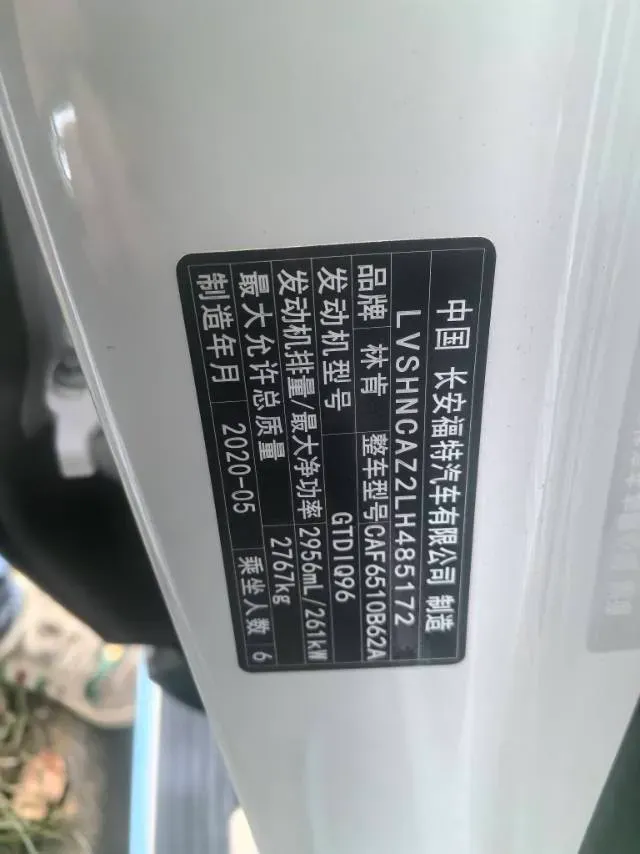 中国 长安福特汽车有限公司 制造
LVSHNCAZ2LH485172
品牌 林肯 整车型号 CAF6510B62A
发动机型号 GTDIQ96
发动机排量/最大净功率 2956mL/261kW
最大允许总质量 2767kg
制造年月 2020-05 乘坐人数 6